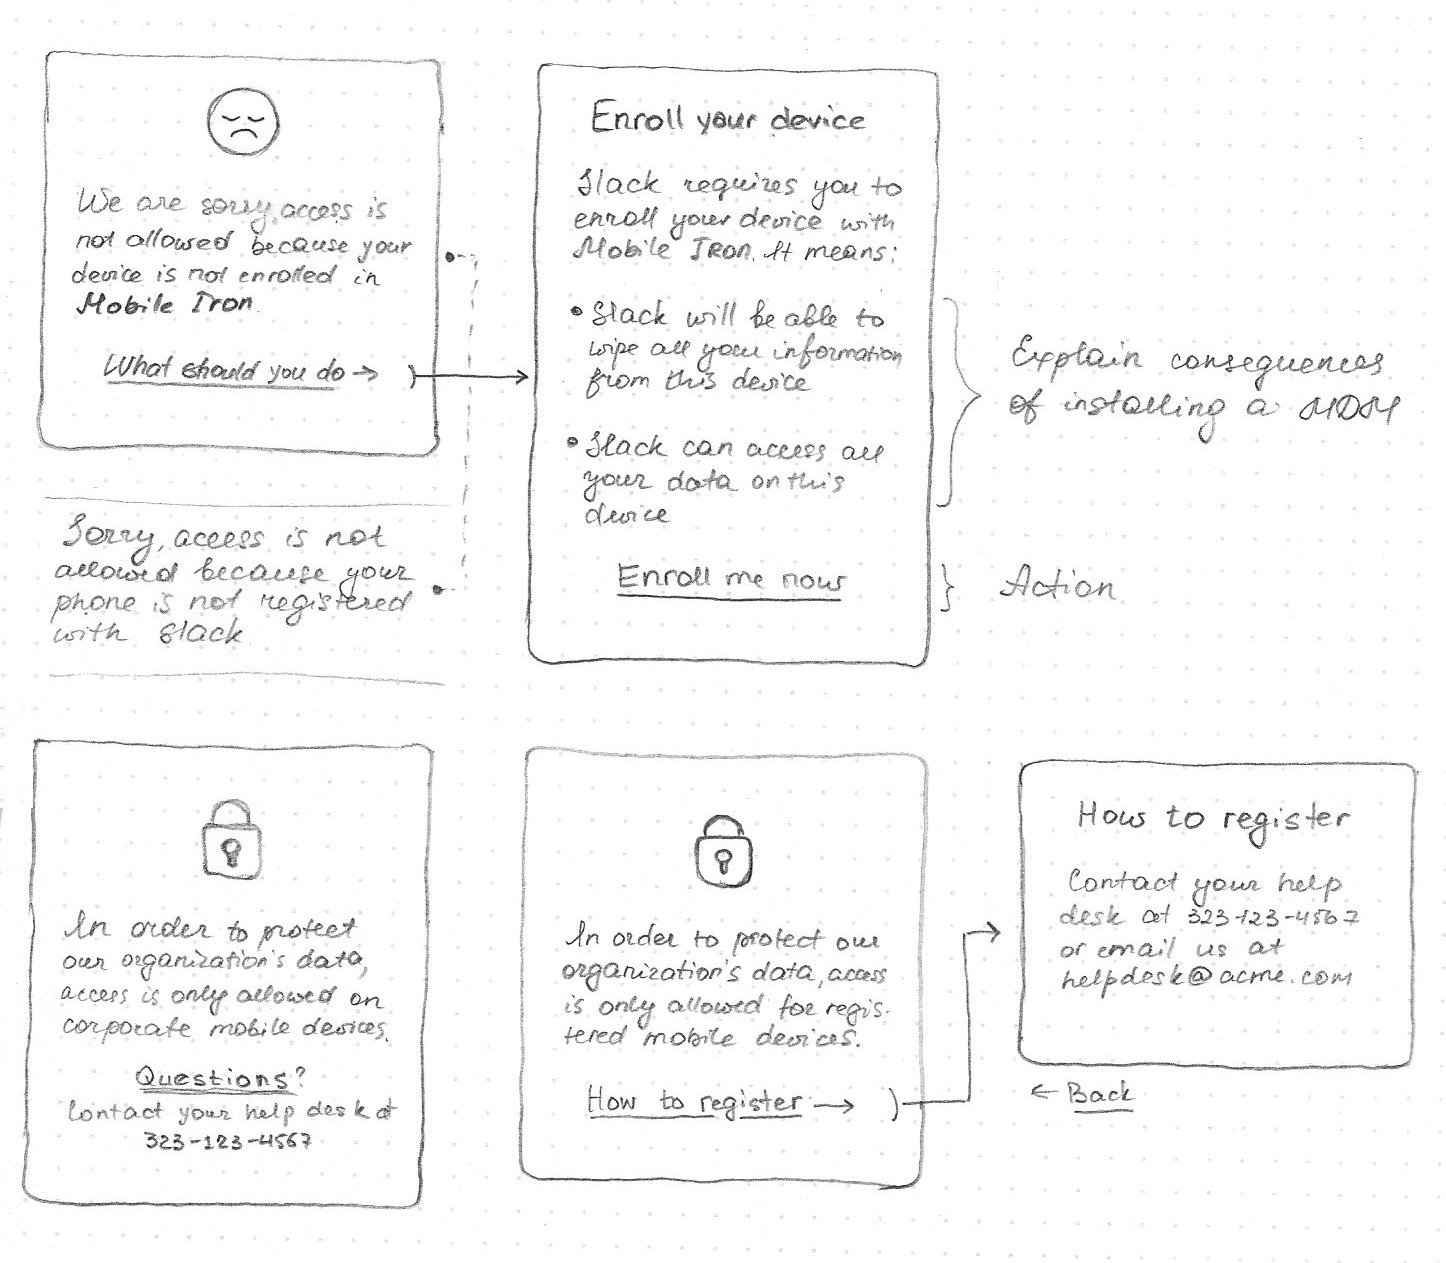 We are sorry, access is
not allowed because your
device is not enrolled in
Mobile Iron.
What should you do →
Enroll your device
Slack requires you to
enroll your device with
Mobile Iron. It means:
• Slack will be able to
wipe all your information
from this device
• Slack can access all
your data on this
device
Enroll me now
Explain consequences
of installing a MDM
Action
Sorry, access is not
allowed because your
phone is not registered
with Slack
In order to protect
our organization's data,
access is only allowed on
corporate mobile devices.
Questions?
Contact your help desk at
323-123-4567
In order to protect our
organization's data, access
is only allowed for regis-
tered mobile devices.
How to register →
How to register
Contact your help
desk at 323-123-4567
or email us at
helpdesk@acme.com
← Back